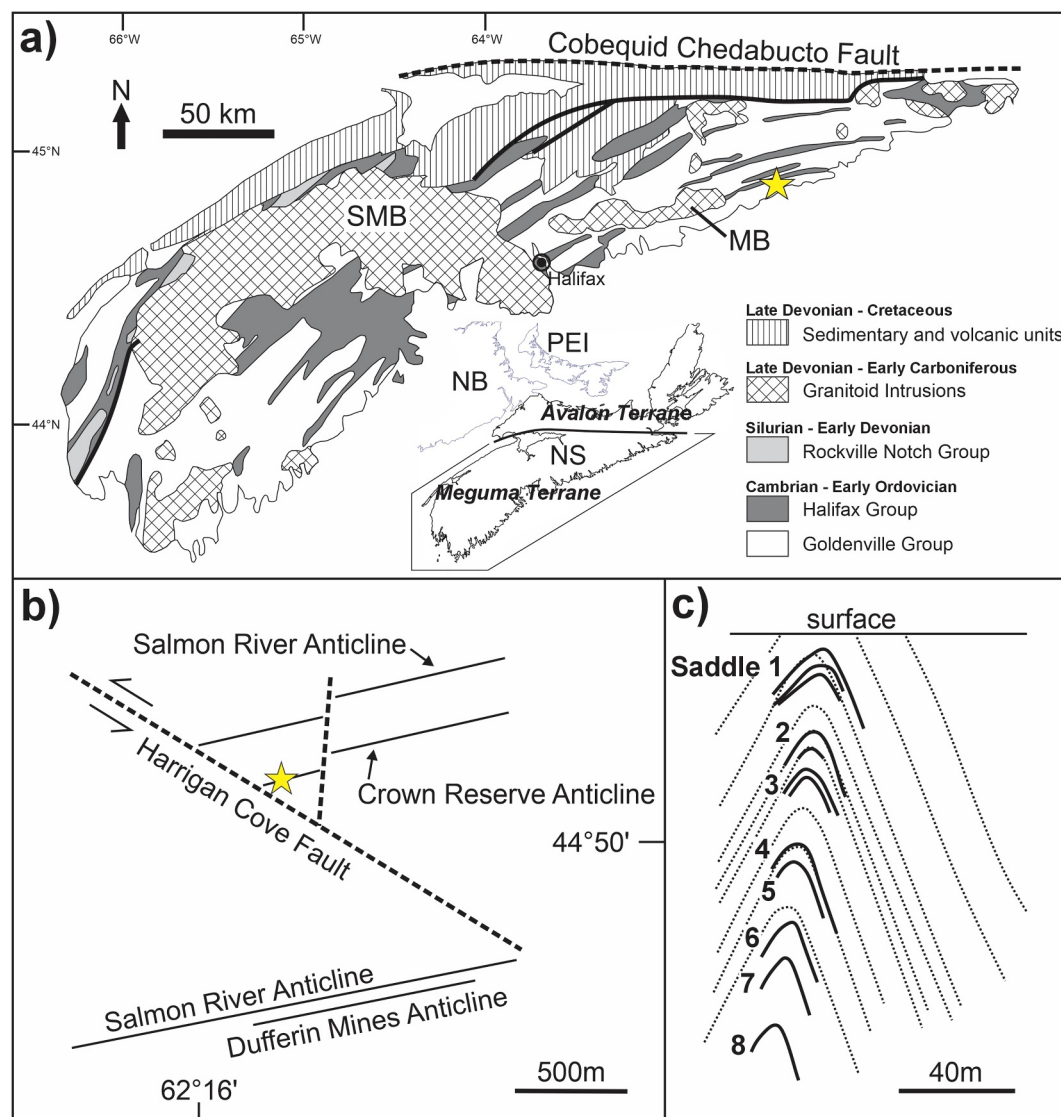 a)
66°W
65°W
64°W
Cobequid Chedabucto Fault
N
50 km
45°N
SMB
MB
Halifax
Late Devonian - Cretaceous
Sedimentary and volcanic units
PEI
NB
Late Devonian - Early Carboniferous
Granitoid Intrusions
Avalon Terrane
Silurian - Early Devonian
Rockville Notch Group
NS
44°N
Meguma Terrane
Cambrian - Early Ordovician
Halifax Group
Goldenville Group
b)
Salmon River Anticline
Harrigan Cove Fault
Crown Reserve Anticline
44°50'
Salmon River Anticline
Dufferin Mines Anticline
62°16'
500m
c)
surface
Saddle 1
2
3
4
5
6
7
8
40m